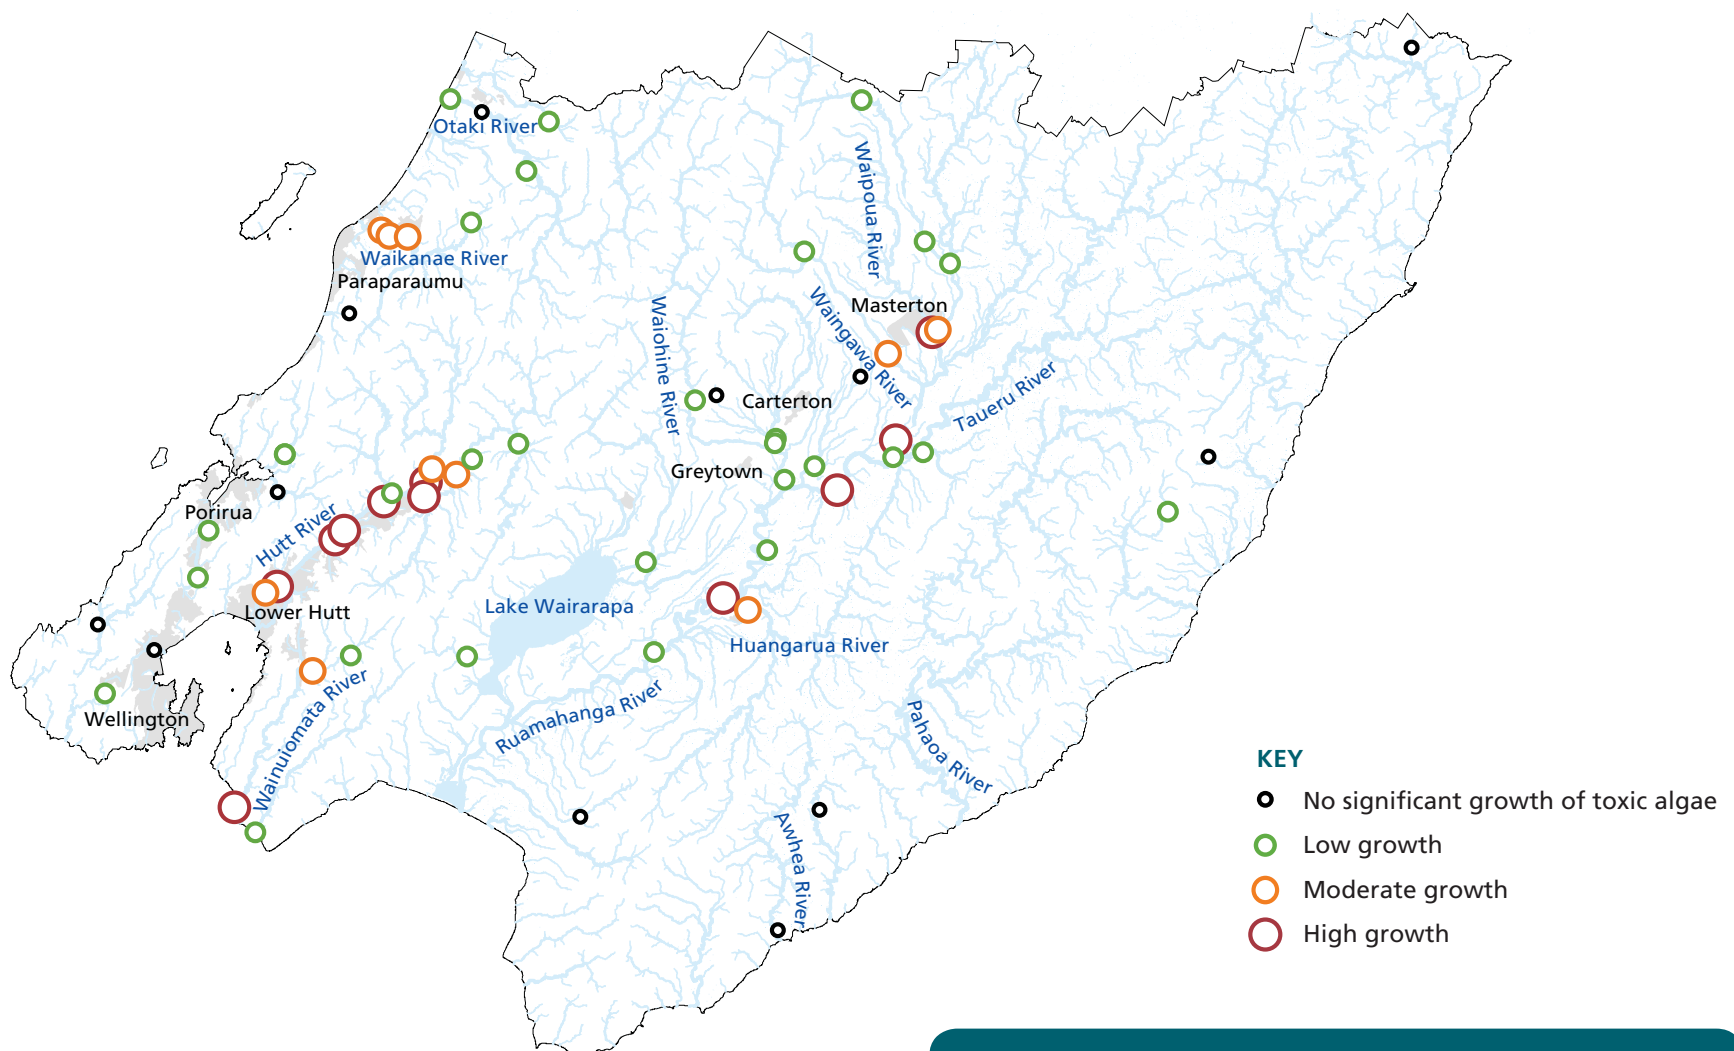 Otaki River
Waikanae River
Paraparaumu
Waipoua River
Masterton
Waiohine River
Waingawa River
Carterton
Taueru River
Greytown
Porirua
Hutt River
Lower Hutt
Lake Wairarapa
Huangarua River
Wainuiomata River
Ruamahanga River
Wellington
Pahaoa River
Awhea River
KEY
No significant growth of toxic algae
Low growth
Moderate growth
High growth